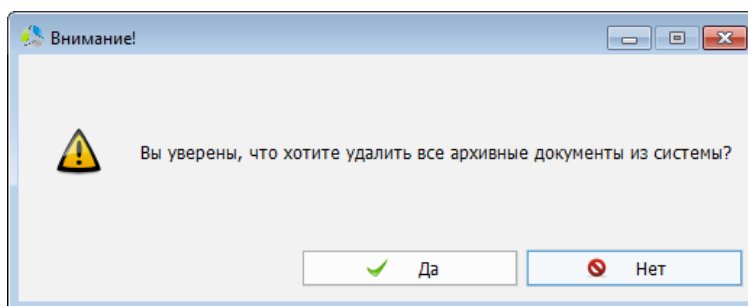 Внимание!
Вы уверены, что хотите удалить все архивные документы из системы?
Да
Нет